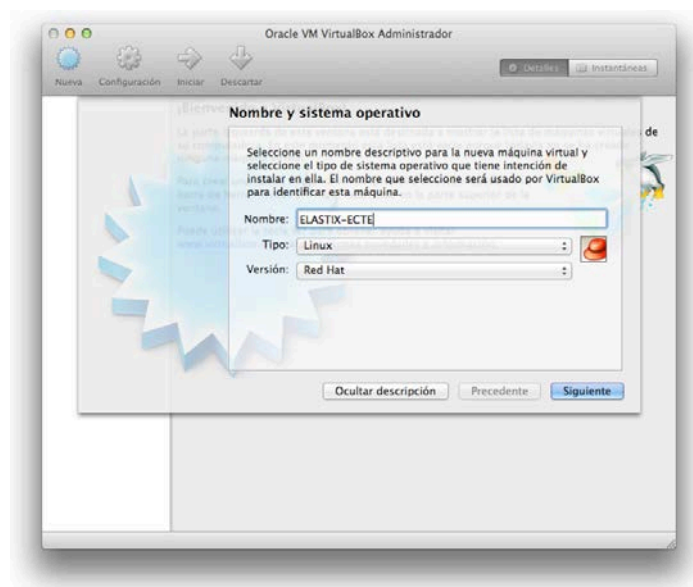 Oracle VM VirtualBox Administrador
Nueva
Configuración
Iniciar
Descartar
Detalles
Instantáneas
Nombre y sistema operativo
de
Seleccione un nombre descriptivo para la nueva máquina virtual y
seleccione el tipo de sistema operativo que tiene intención de
instalar en ella. El nombre que seleccione será usado por VirtualBox
para identificar esta máquina.
Nombre: ELASTIX-ECTE
Tipo: Linux
Versión: Red Hat
Ocultar descripción
Precedente
Siguiente